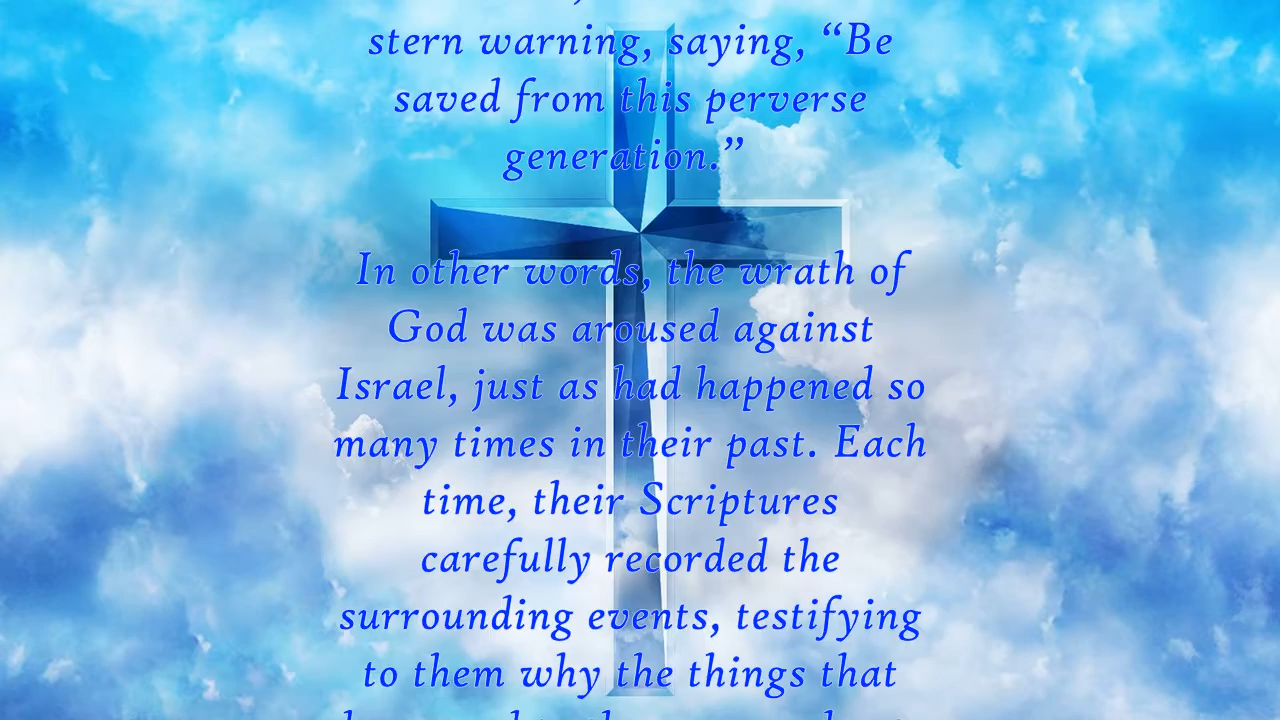 stern warning, saying, “Be
saved from this perverse
generation.”
In other words, the wrath of
God was aroused against
Israel, just as had happened so
many times in their past. Each
time, their Scriptures
carefully recorded the
surrounding events, testifying
to them why the things that